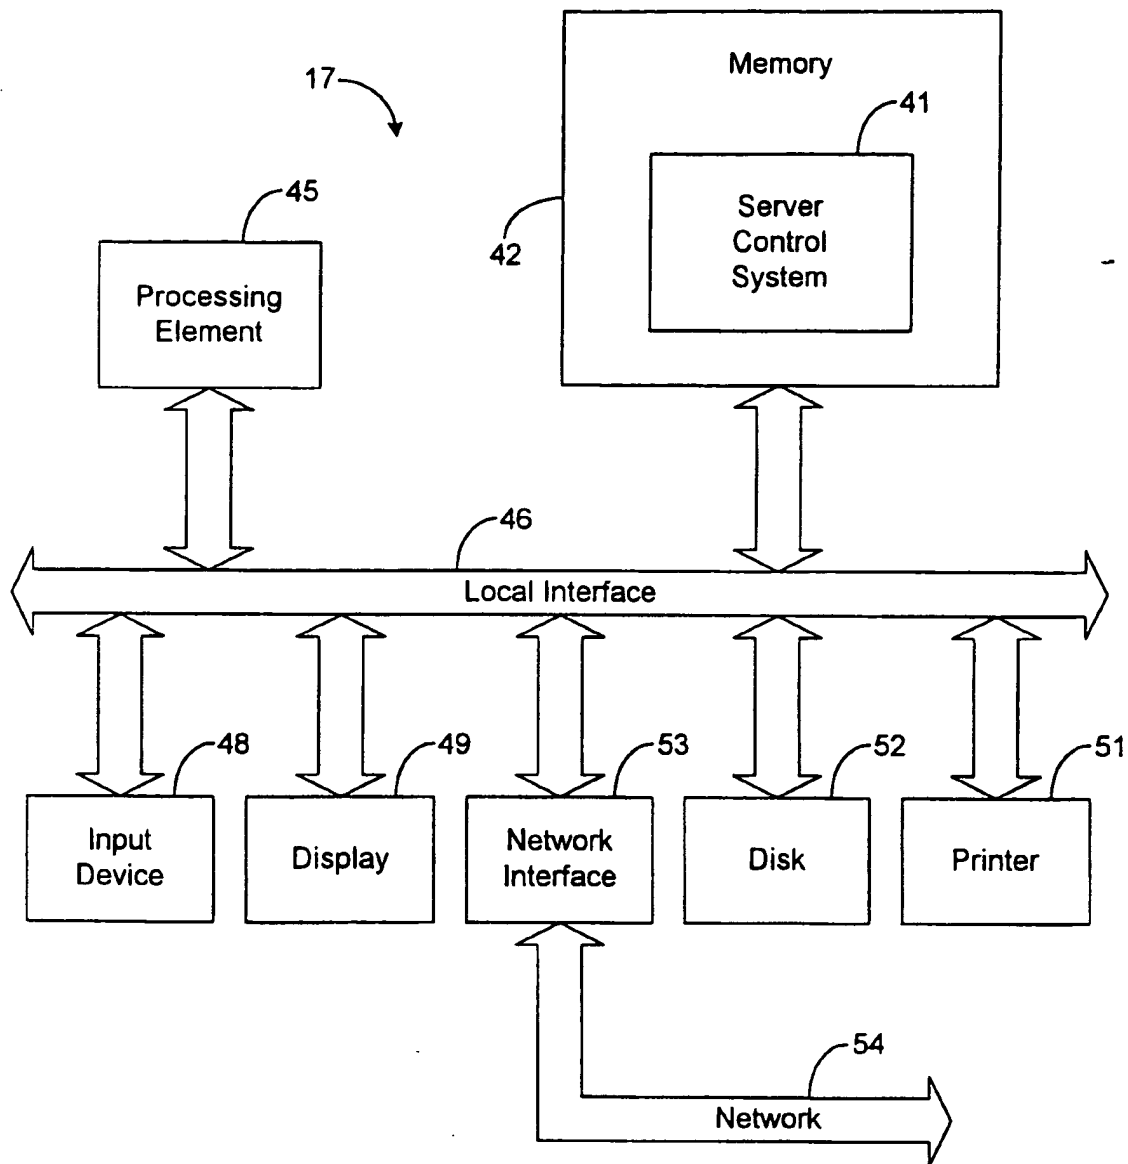 Memory
17
41
45
Server
Control
System
42
Processing
Element
46
Local Interface
48
49
53
52
51
Input
Device
Display
Network
Interface
Disk
Printer
54
Network